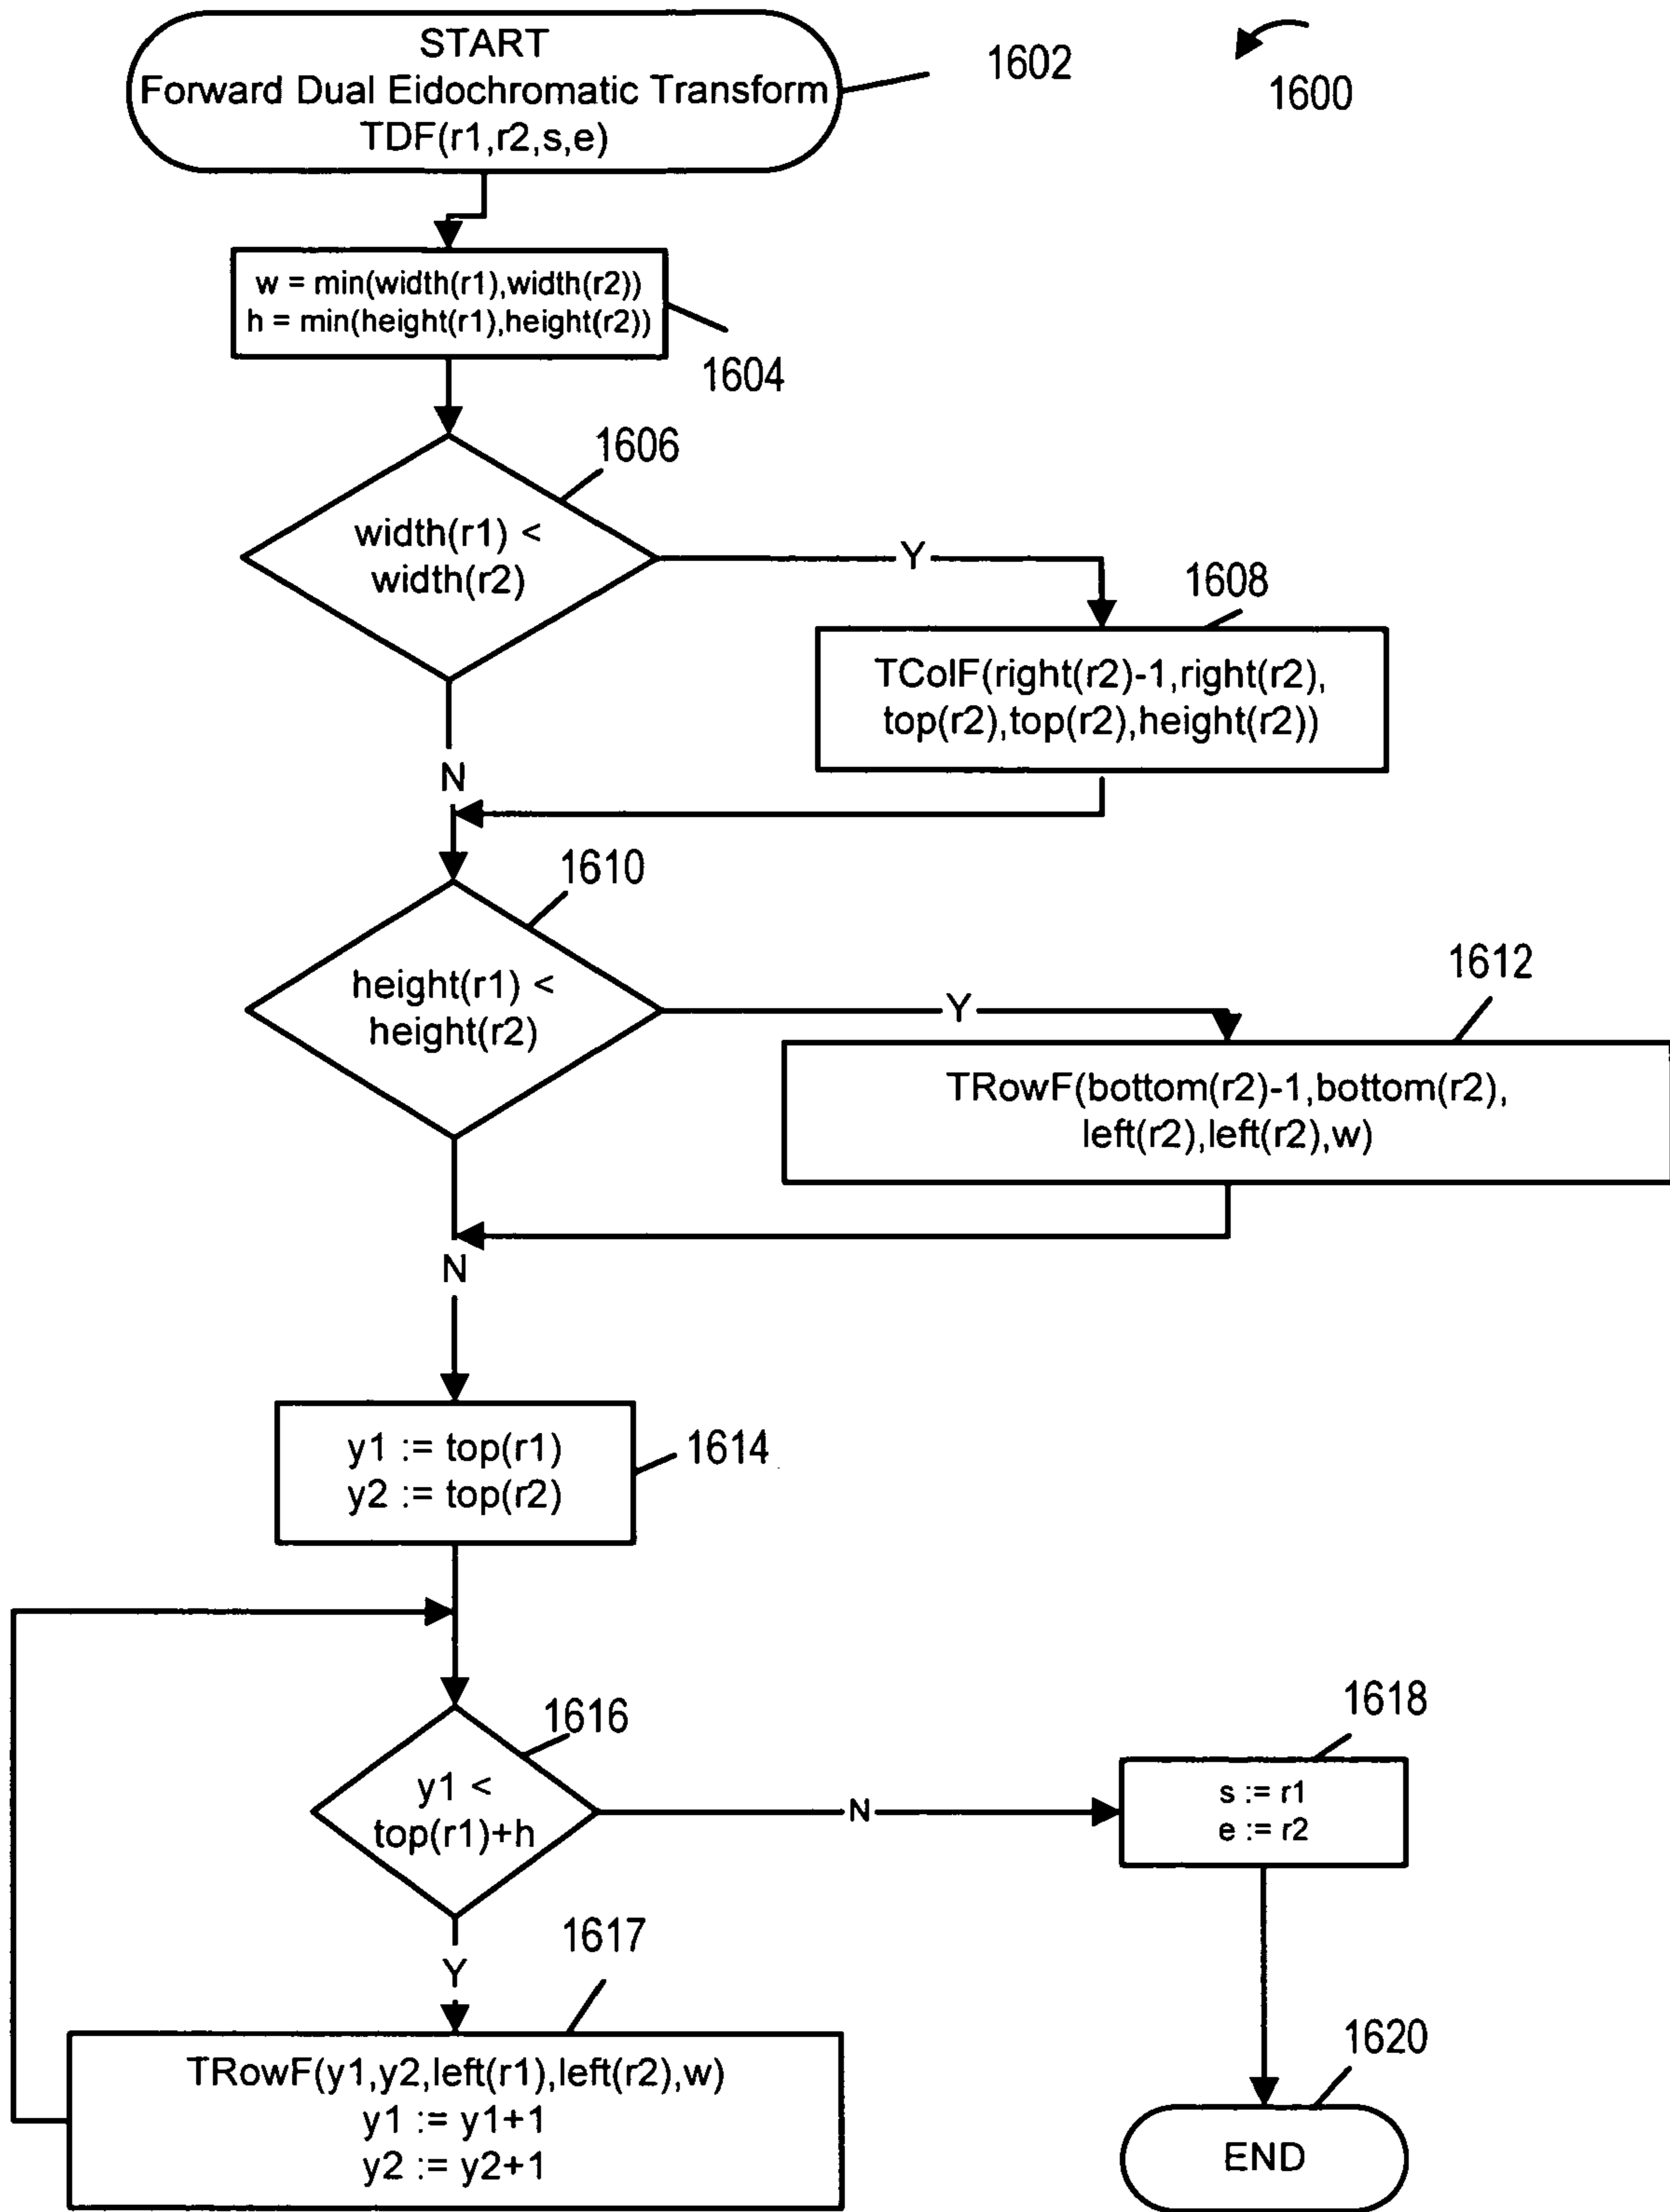 START
Forward Dual Eidochromatic Transform
TDF(r1,r2,s,e)
1602
1600
w = min(width(r1),width(r2))
h = min(height(r1),height(r2))
1604
1606
width(r1) <
width(r2)
Y
1608
TColF(right(r2)-1,right(r2),
top(r2),top(r2),height(r2))
N
1610
height(r1) <
height(r2)
Y
1612
TRowF(bottom(r2)-1,bottom(r2),
left(r2),left(r2),w)
N
y1 := top(r1)
y2 := top(r2)
1614
1616
y1 <
top(r1)+h
N
1618
s := r1
e := r2
Y
1617
TRowF(y1,y2,left(r1),left(r2),w)
y1 := y1+1
y2 := y2+1
1620
END